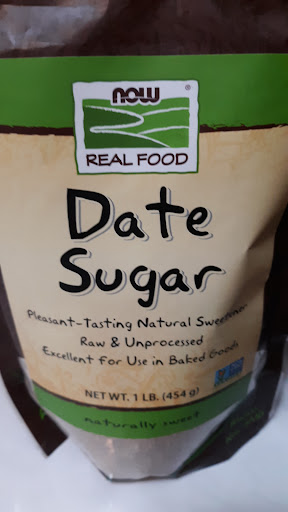 now®
REAL FOOD
Date
Sugar
Pleasant-Tasting Natural Sweetener
Raw & Unprocessed
Excellent for Use in Baked Goods
NET WT. 1 LB. (454 g)
naturally sweet